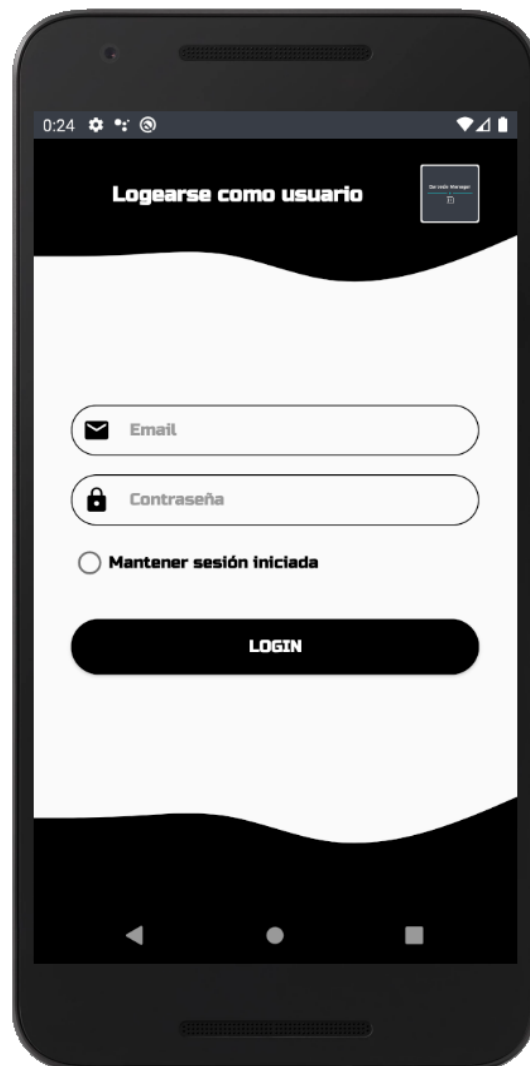 0:24
Logearse como usuario
Email
Contraseña
Mantener sesión iniciada
LOGIN